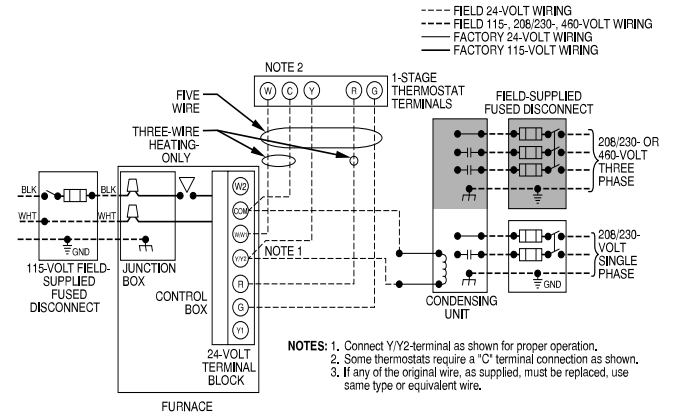 FIELD 24-VOLT WIRING
FIELD 115-, 208/230-, 460-VOLT WIRING
FACTORY 24-VOLT WIRING
FACTORY 115-VOLT WIRING
NOTE 2
W C Y R G
1-STAGE
THERMOSTAT
TERMINALS
FIVE
WIRE
THREE-WIRE
HEATING-
ONLY
FIELD-SUPPLIED
FUSED DISCONNECT
208/230- OR
460-VOLT
THREE
PHASE
BLK
BLK
WHT
WHT
GND
115-VOLT FIELD-
SUPPLIED
FUSED
DISCONNECT
JUNCTION
BOX
CONTROL
BOX
W2
COM
W/W1
Y/Y2
R
G
Y1
NOTE 1
24-VOLT
TERMINAL
BLOCK
FURNACE
208/230-
VOLT
SINGLE
PHASE
GND
CONDENSING
UNIT
NOTES: 1. Connect Y/Y2-terminal as shown for proper operation.
2. Some thermostats require a "C" terminal connection as shown.
3. If any of the original wire, as supplied, must be replaced, use
same type or equivalent wire.